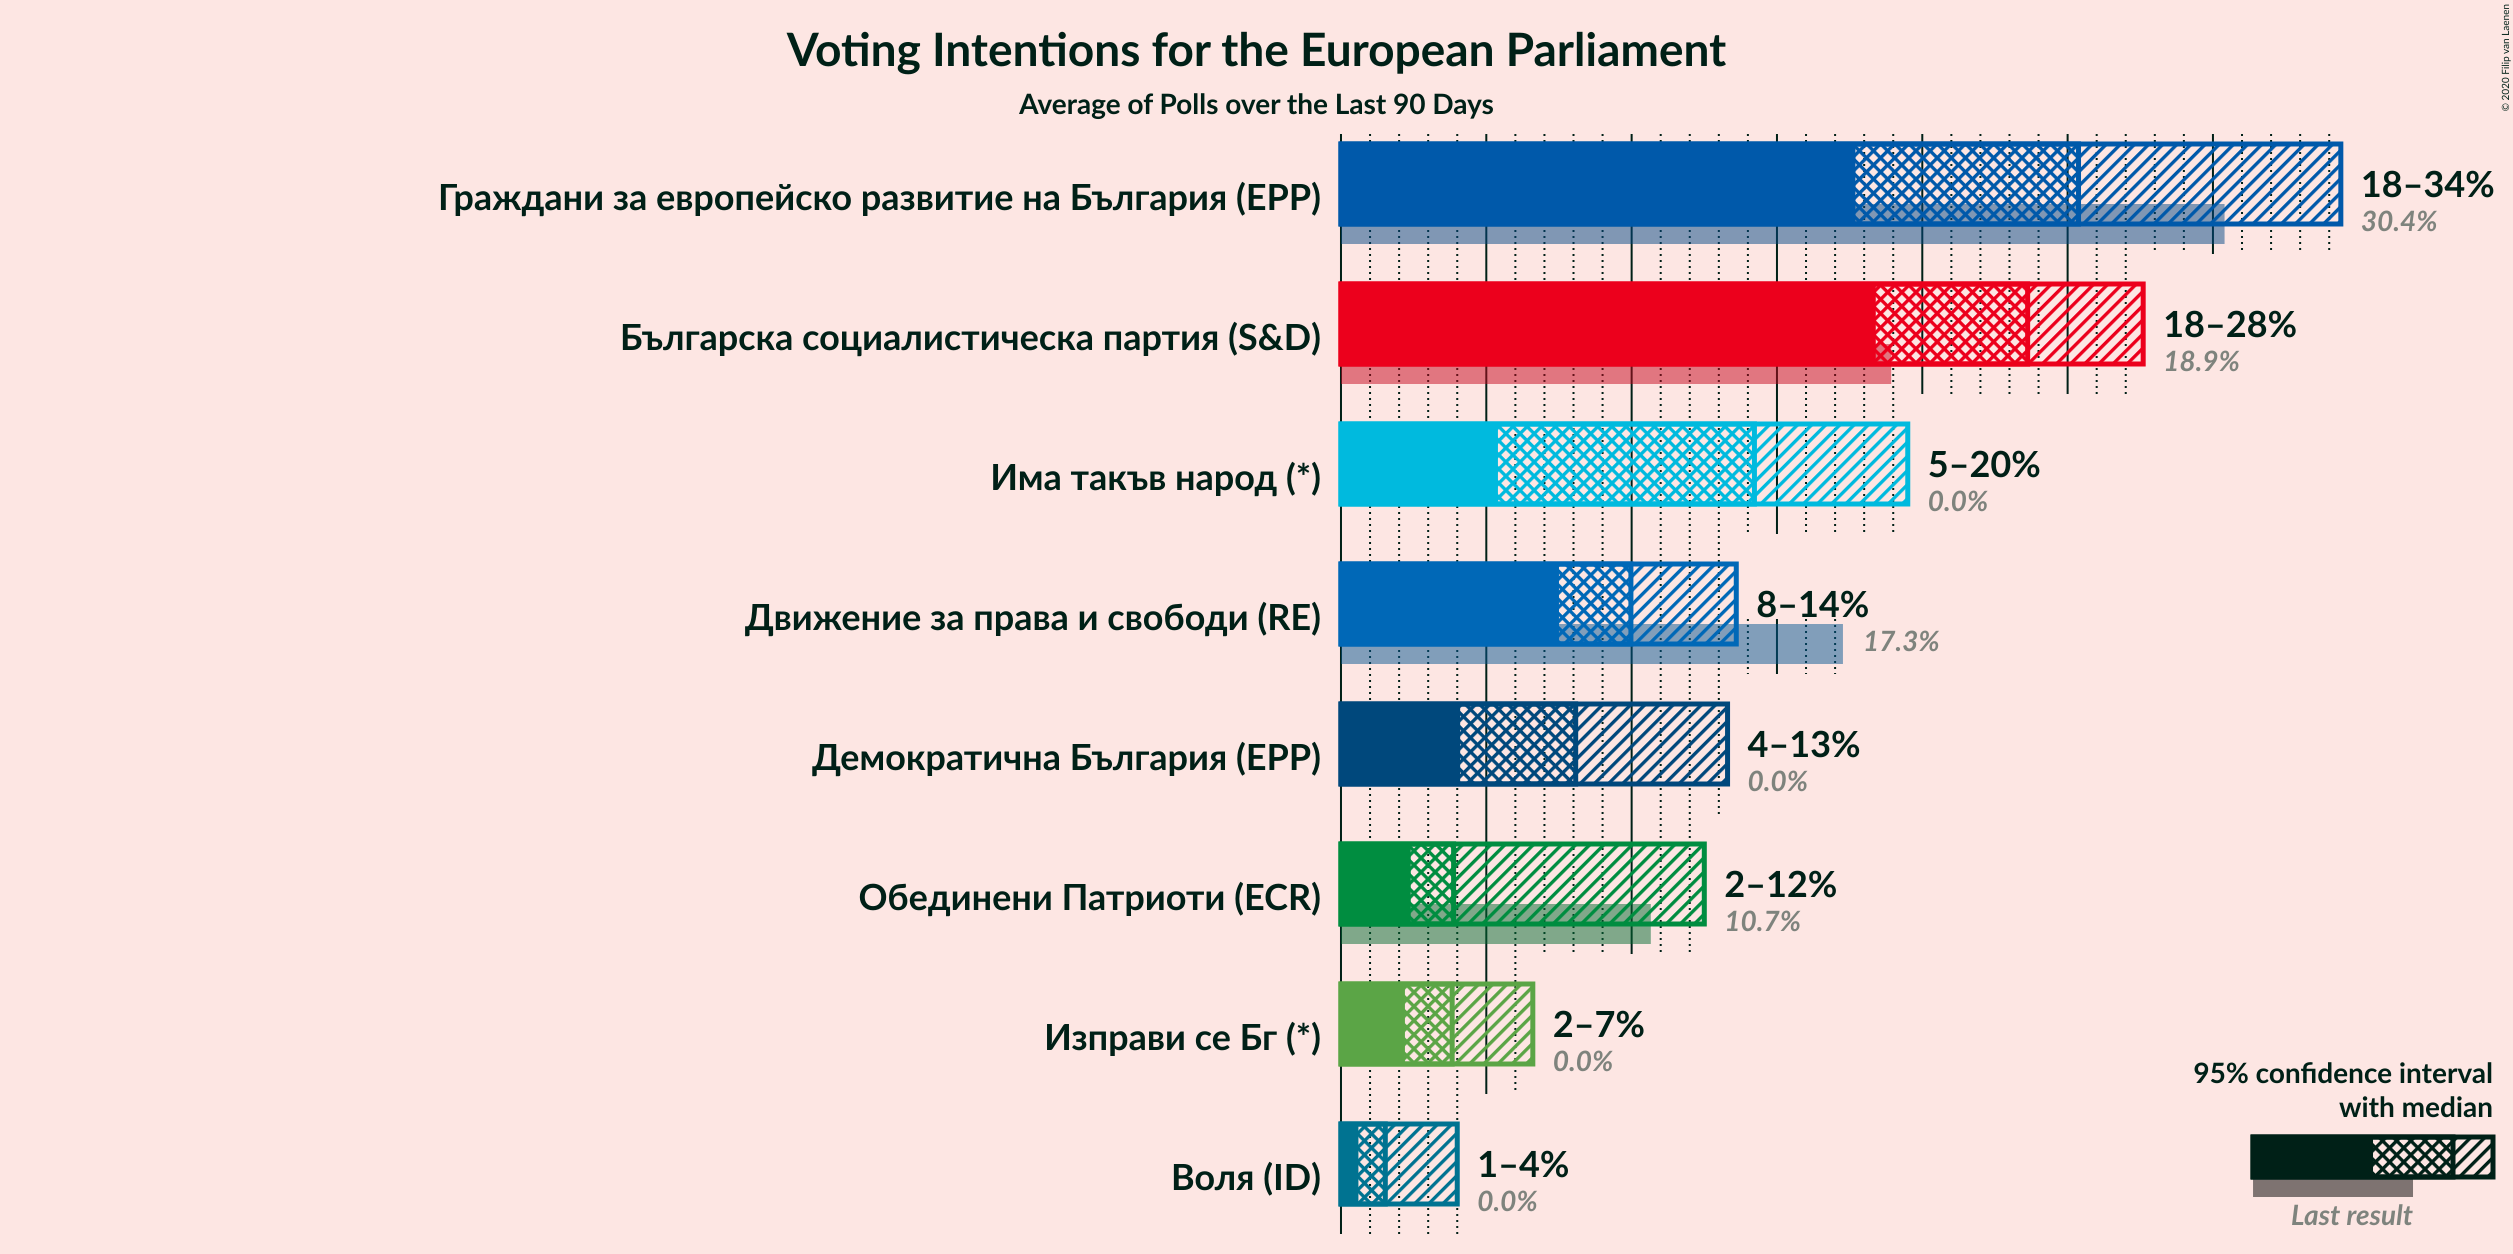 Voting Intentions for the European Parliament
Average of Polls over the Last 90 Days
© 2020 Filip van Laenen
Граждани за европейско развитие на България (EPP)
18–34%
30.4%
Българска социалистическа партия (S&D)
18–28%
18.9%
Има такъв народ (*)
5–20%
0.0%
Движение за права и свободи (RE)
8–14%
17.3%
Демократична България (EPP)
4–13%
0.0%
Обединени Патриоти (ECR)
2–12%
10.7%
Изправи се Бг (*)
2–7%
0.0%
Воля (ID)
1–4%
0.0%
95% confidence interval
with median
Last result